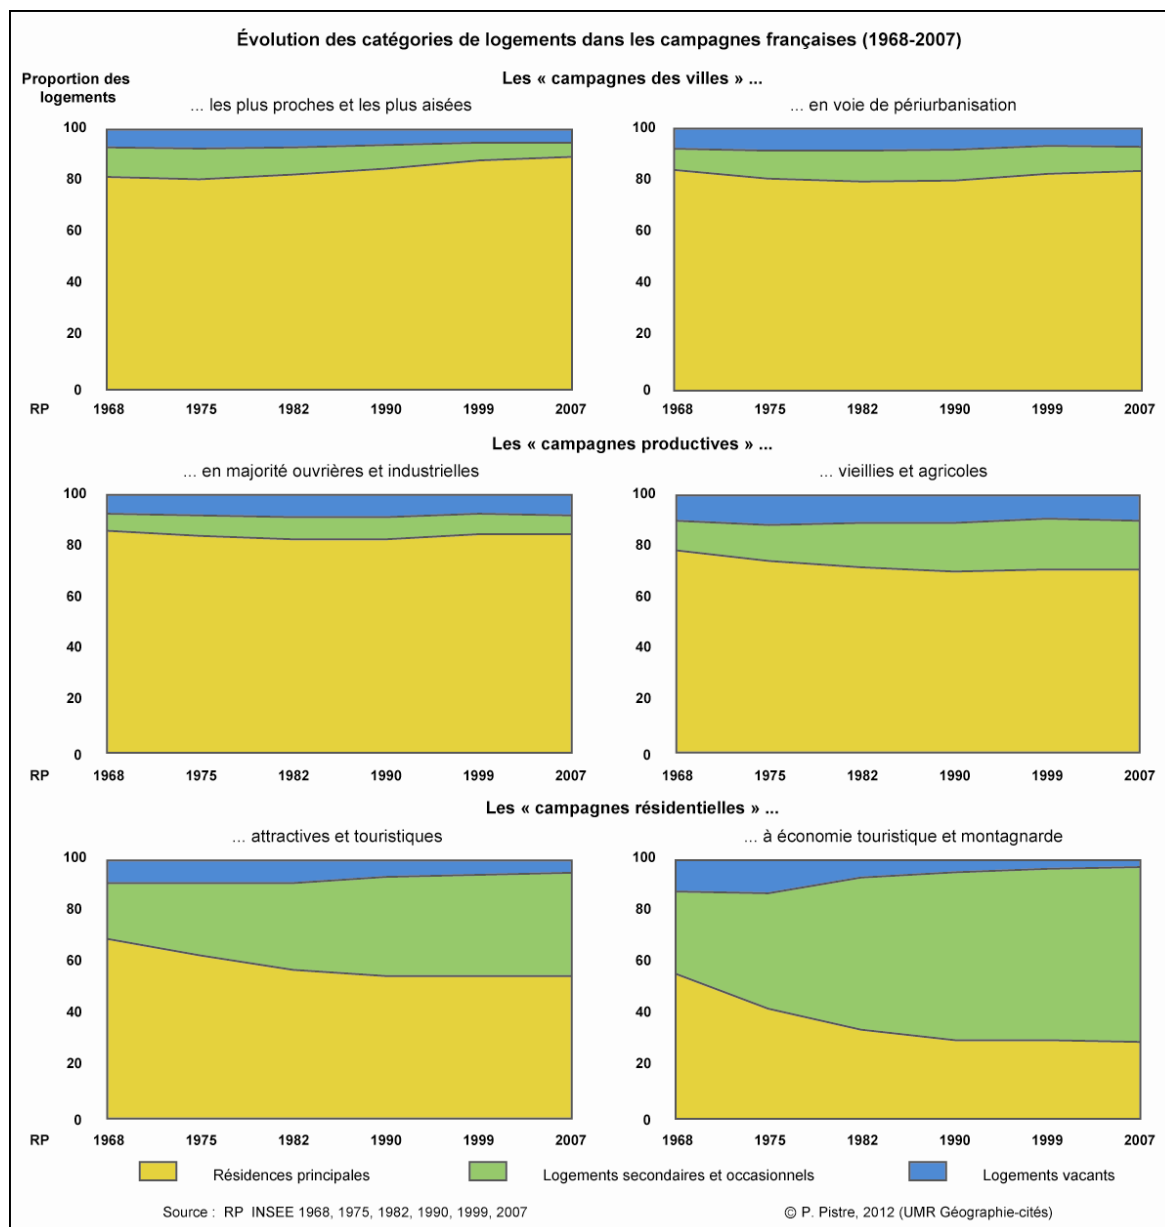 Évolution des catégories de logements dans les campagnes françaises (1968-2007)
Proportion des
logements
Les « campagnes des villes » ...
... les plus proches et les plus aisées
... en voie de périurbanisation
100
80
60
40
20
0
RP 1968 1975 1982 1990 1999 2007
100
80
60
40
20
0
1968 1975 1982 1990 1999 2007
Les « campagnes productives » ...
... en majorité ouvrières et industrielles
... vieillies et agricoles
100
80
60
40
20
0
RP 1968 1975 1982 1990 1999 2007
100
80
60
40
20
0
1968 1975 1982 1990 1999 2007
Les « campagnes résidentielles » ...
... attractives et touristiques
... à économie touristique et montagnarde
100
80
60
40
20
0
RP 1968 1975 1982 1990 1999 2007
100
80
60
40
20
0
1968 1975 1982 1990 1999 2007
Résidences principales
Logements secondaires et occasionnels
Logements vacants
Source : RP INSEE 1968, 1975, 1982, 1990, 1999, 2007
© P. Pistre, 2012 (UMR Géographie-cités)